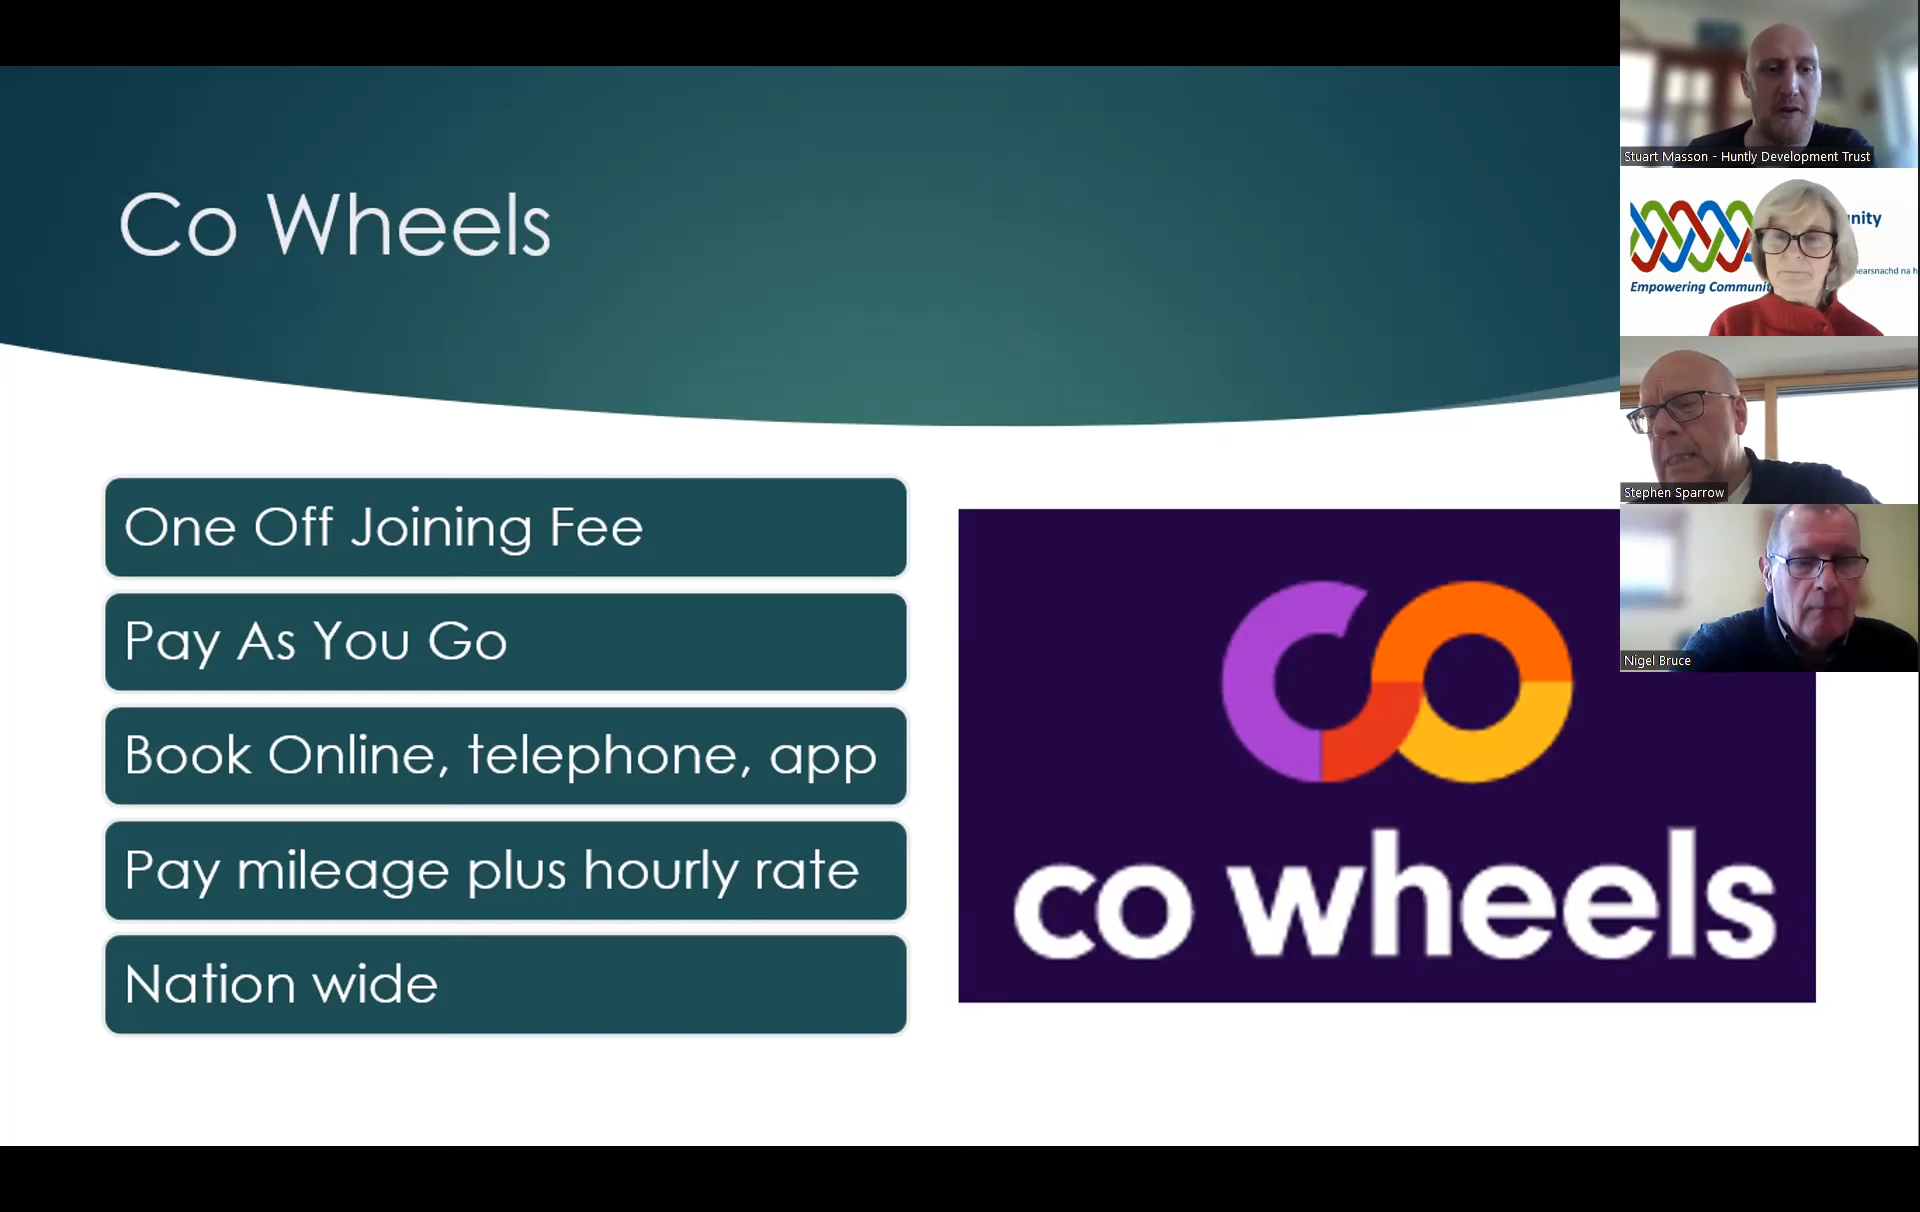 Co Wheels
One Off Joining Fee
Pay As You Go
Book Online, telephone, app
Pay mileage plus hourly rate
Nation wide
co wheels
Stuart Masson - Huntly Development Trust
Empowering
Stephen Sparrow
Nigel Bruce